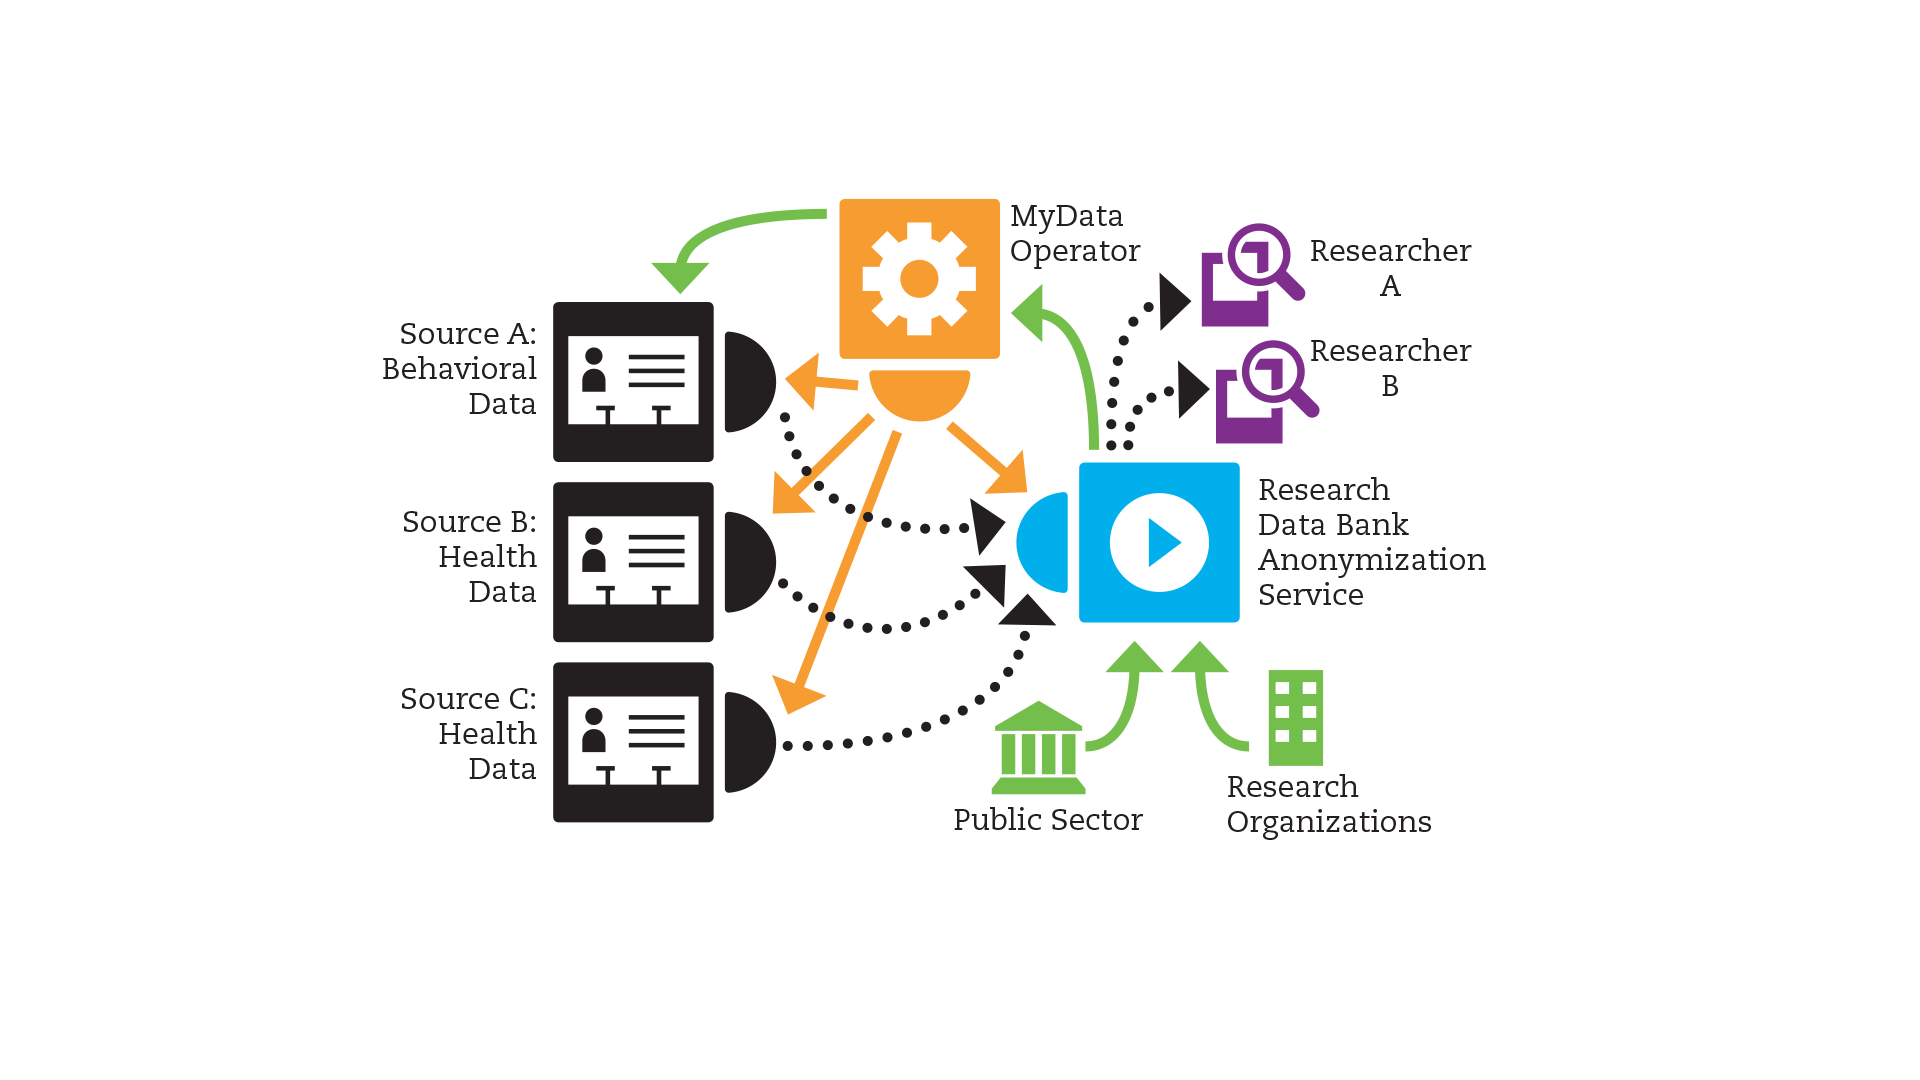 MyData
Operator
Researcher
A
Researcher
B
Source A:
Behavioral
Data
Source B:
Health
Data
Source C:
Health
Data
Research
Data Bank
Anonymization
Service
Public Sector
Research
Organizations